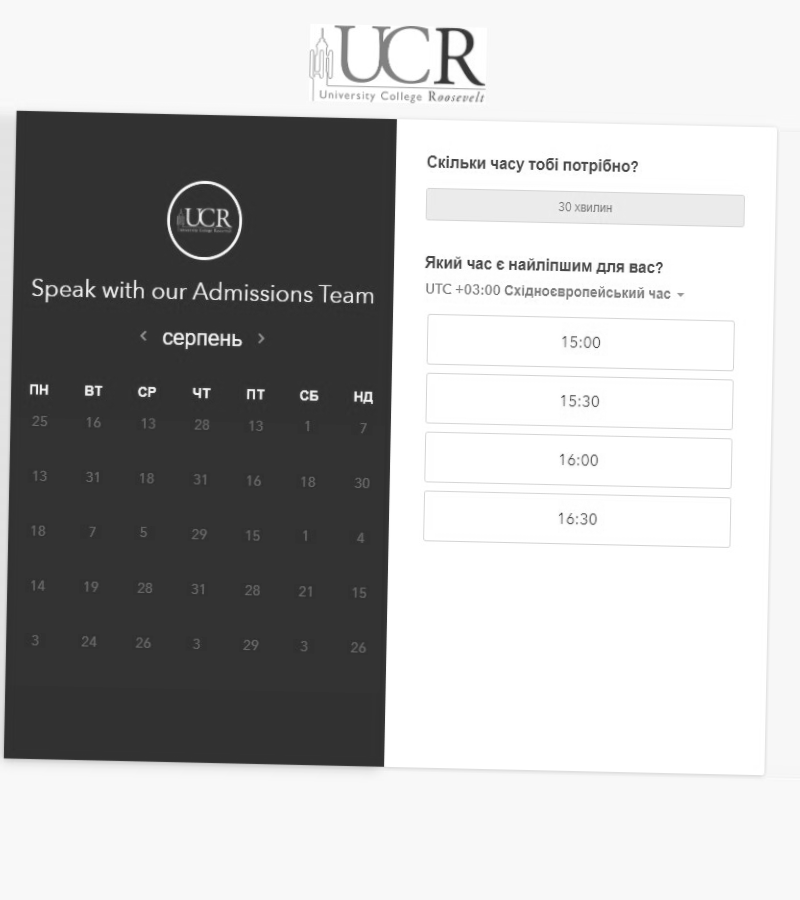 UCR
University College Roosevelt
UCR
University College Roosevelt
Speak with our Admissions Team
‹ серпень ›
ПН ВТ СР ЧТ ПТ СБ НД
25 16 13 28 13 1 7
13 31 18 31 16 18 30
18 7 5 29 15 1 4
14 19 28 31 28 21 15
3 24 26 3 29 3 26
Скільки часу тобі потрібно?
30 хвилин
Який час є найліпшим для вас?
UTC +03:00 Східноєвропейський час
15:00
15:30
16:00
16:30